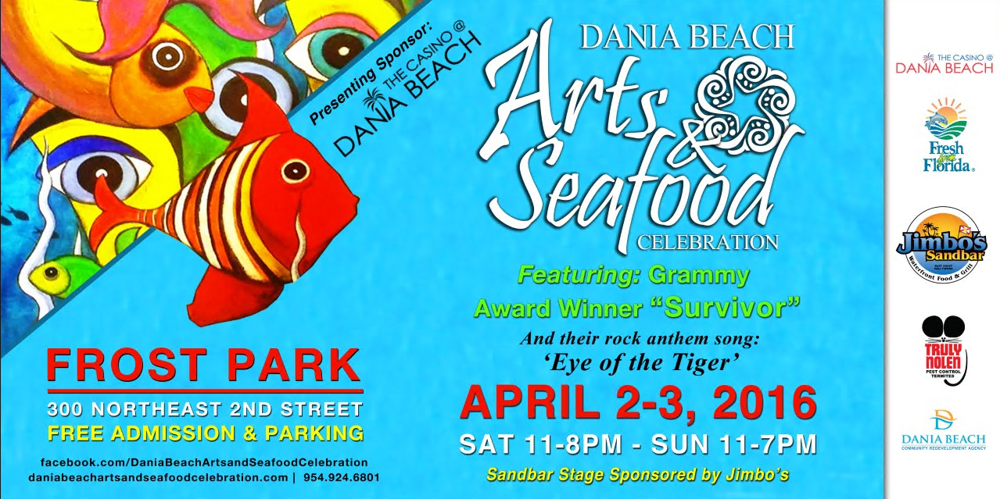 Presenting Sponsor:
THE CASINO @
DANIA BEACH
DANIA BEACH
Arts
&
Seafood
CELEBRATION
Featuring: Grammy
Award Winner “Survivor”
And their rock anthem song:
‘Eye of the Tiger’
APRIL 2-3, 2016
SAT 11-8PM - SUN 11-7PM
Sandbar Stage Sponsored by Jimbo's
FROST PARK
300 NORTHEAST 2ND STREET
FREE ADMISSION & PARKING
facebook.com/DaniaBeachArtsandSeafoodCelebration
daniabeachartsandseafoodcelebration.com | 954.924.6801
THE CASINO @
DANIA BEACH
Fresh
from
Florida®
Jimbo's
Sandbar
Waterfront Food & Grill
TRULY
NOLEN
PEST CONTROL
TERMITES
DANIA BEACH
COMMUNITY REDEVELOPMENT AGENCY